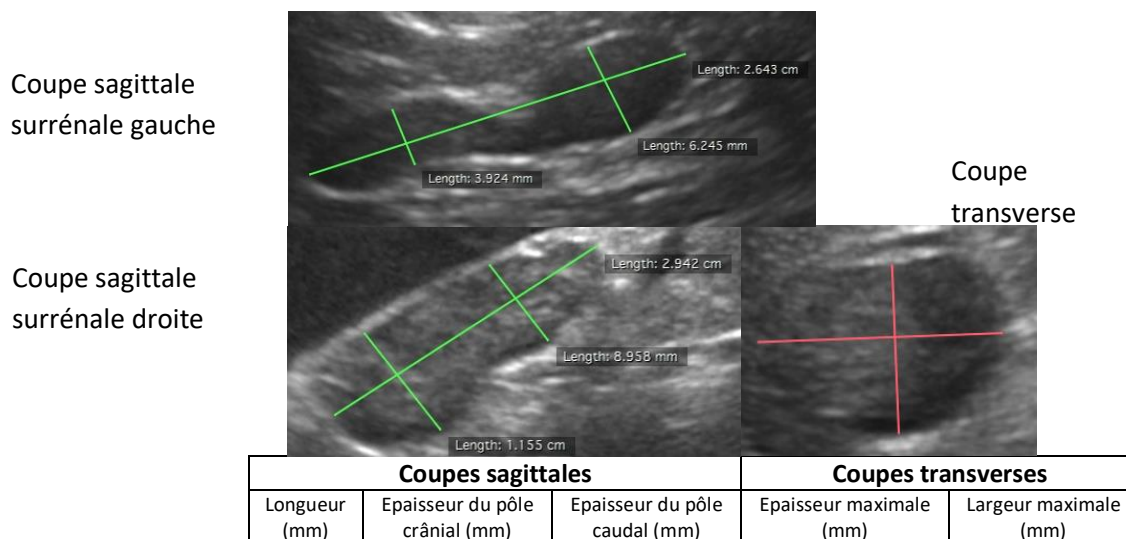 Coupe sagittale
surrénale gauche
Length: 2.643 cm
Length: 6.245 mm
Length: 3.924 mm
Coupe
transverse
Coupe sagittale
surrénale droite
Length: 2.942 cm
Length: 8.958 mm
Length: 1.155 cm
Coupes sagittales
Coupes transverses
Longueur
(mm)
Epaisseur du pôle
crânial (mm)
Epaisseur du pôle
caudal (mm)
Epaisseur maximale
(mm)
Largeur maximale
(mm)